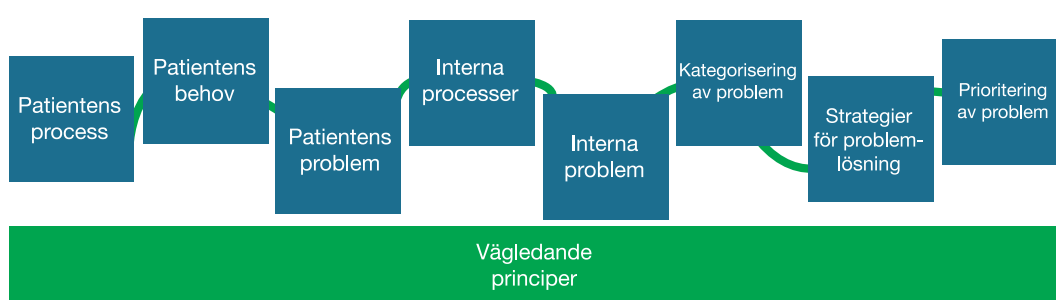 Patientens
process
Patientens
behov
Patientens
problem
Interna
processer
Interna
problem
Kategorisering
av problem
Strategier
för problem-
lösning
Prioritering
av problem
Vägledande
principer